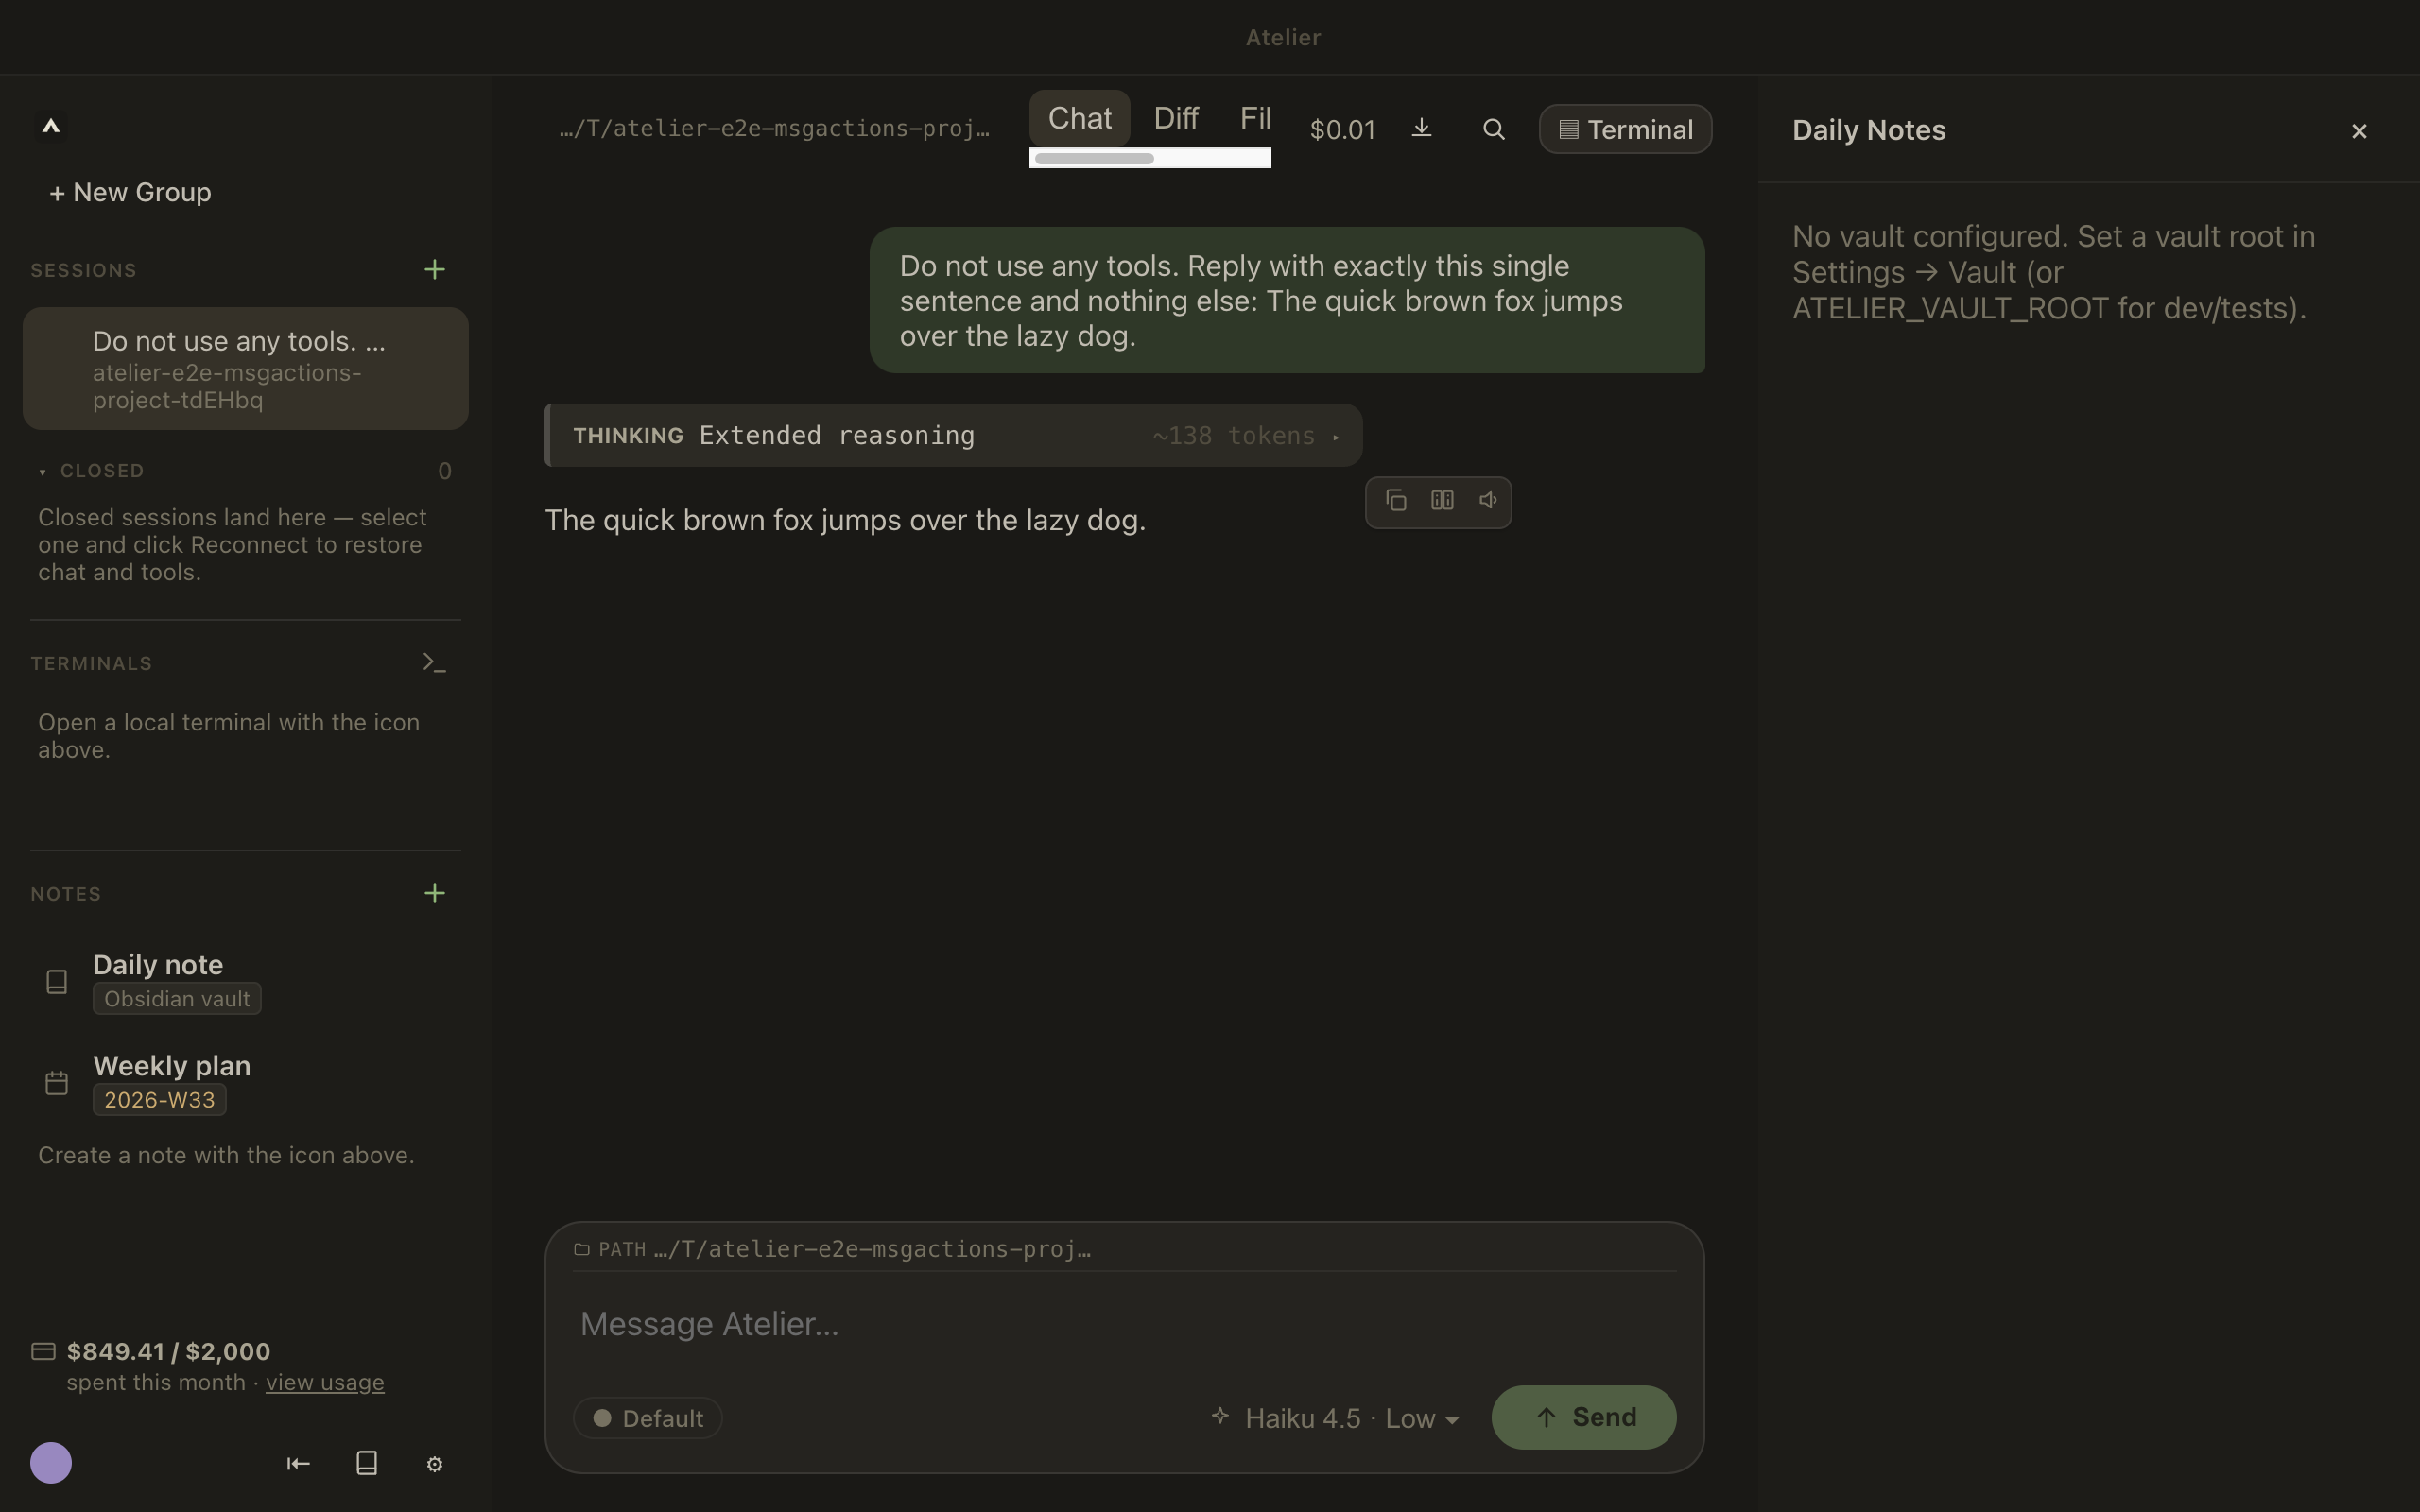 Atelier
+ New Group
SESSIONS
Do not use any tools. ...
atelier-e2e-msgactions-
project-tdEHbq
CLOSED 0
Closed sessions land here — select
one and click Reconnect to restore
chat and tools.
TERMINALS
Open a local terminal with the icon
above.
NOTES
Daily note
Obsidian vault
Weekly plan
2026-W33
Create a note with the icon above.
$849.41 / $2,000
spent this month · view usage
…/T/atelier-e2e-msgactions-proj…
Chat Diff Fil
$0.01
Terminal
Do not use any tools. Reply with exactly this single
sentence and nothing else: The quick brown fox jumps
over the lazy dog.
THINKING Extended reasoning ~138 tokens
The quick brown fox jumps over the lazy dog.
PATH …/T/atelier-e2e-msgactions-proj…
Message Atelier...
Default
Haiku 4.5 · Low
Send
Daily Notes
No vault configured. Set a vault root in
Settings → Vault (or
ATELIER_VAULT_ROOT for dev/tests).